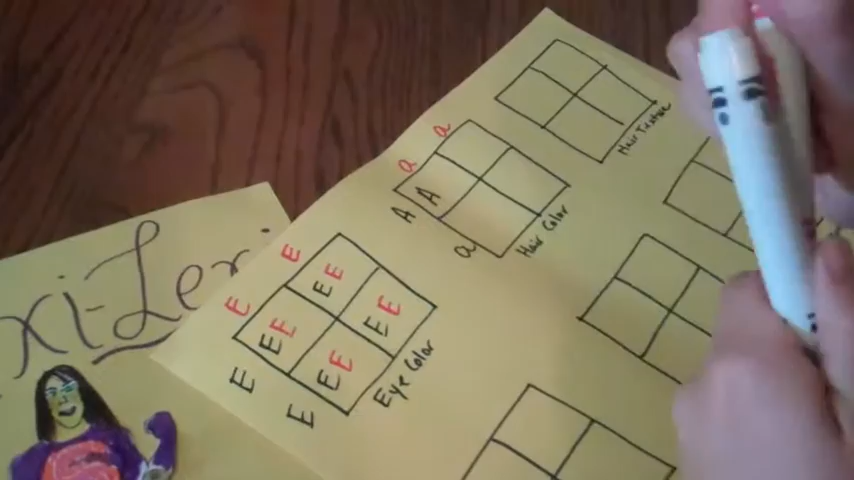 xi-Lexi
E E
E EE EE
E EE EE
Eye Color
a a
A A
a
Hair Color
Hair Texture